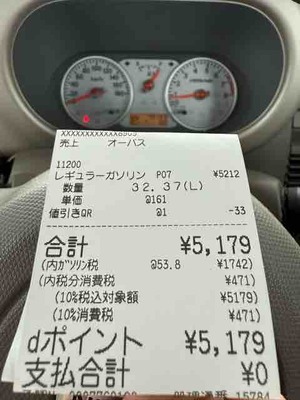 XXXXXXXXXXXX8905
売上 オーパス
11200
レギュラーガソリン P07 ¥5212
数量 32.37(L)
単価 @161
値引きQR @1 -33
合計 ¥5,179
(内ガソリン税 @53.8 ¥1742)
(内税分消費税 ¥471)
(10%税込対象額 ¥5179)
(10%消費税 ¥471)
dポイント ¥5,179
支払合計 ¥0